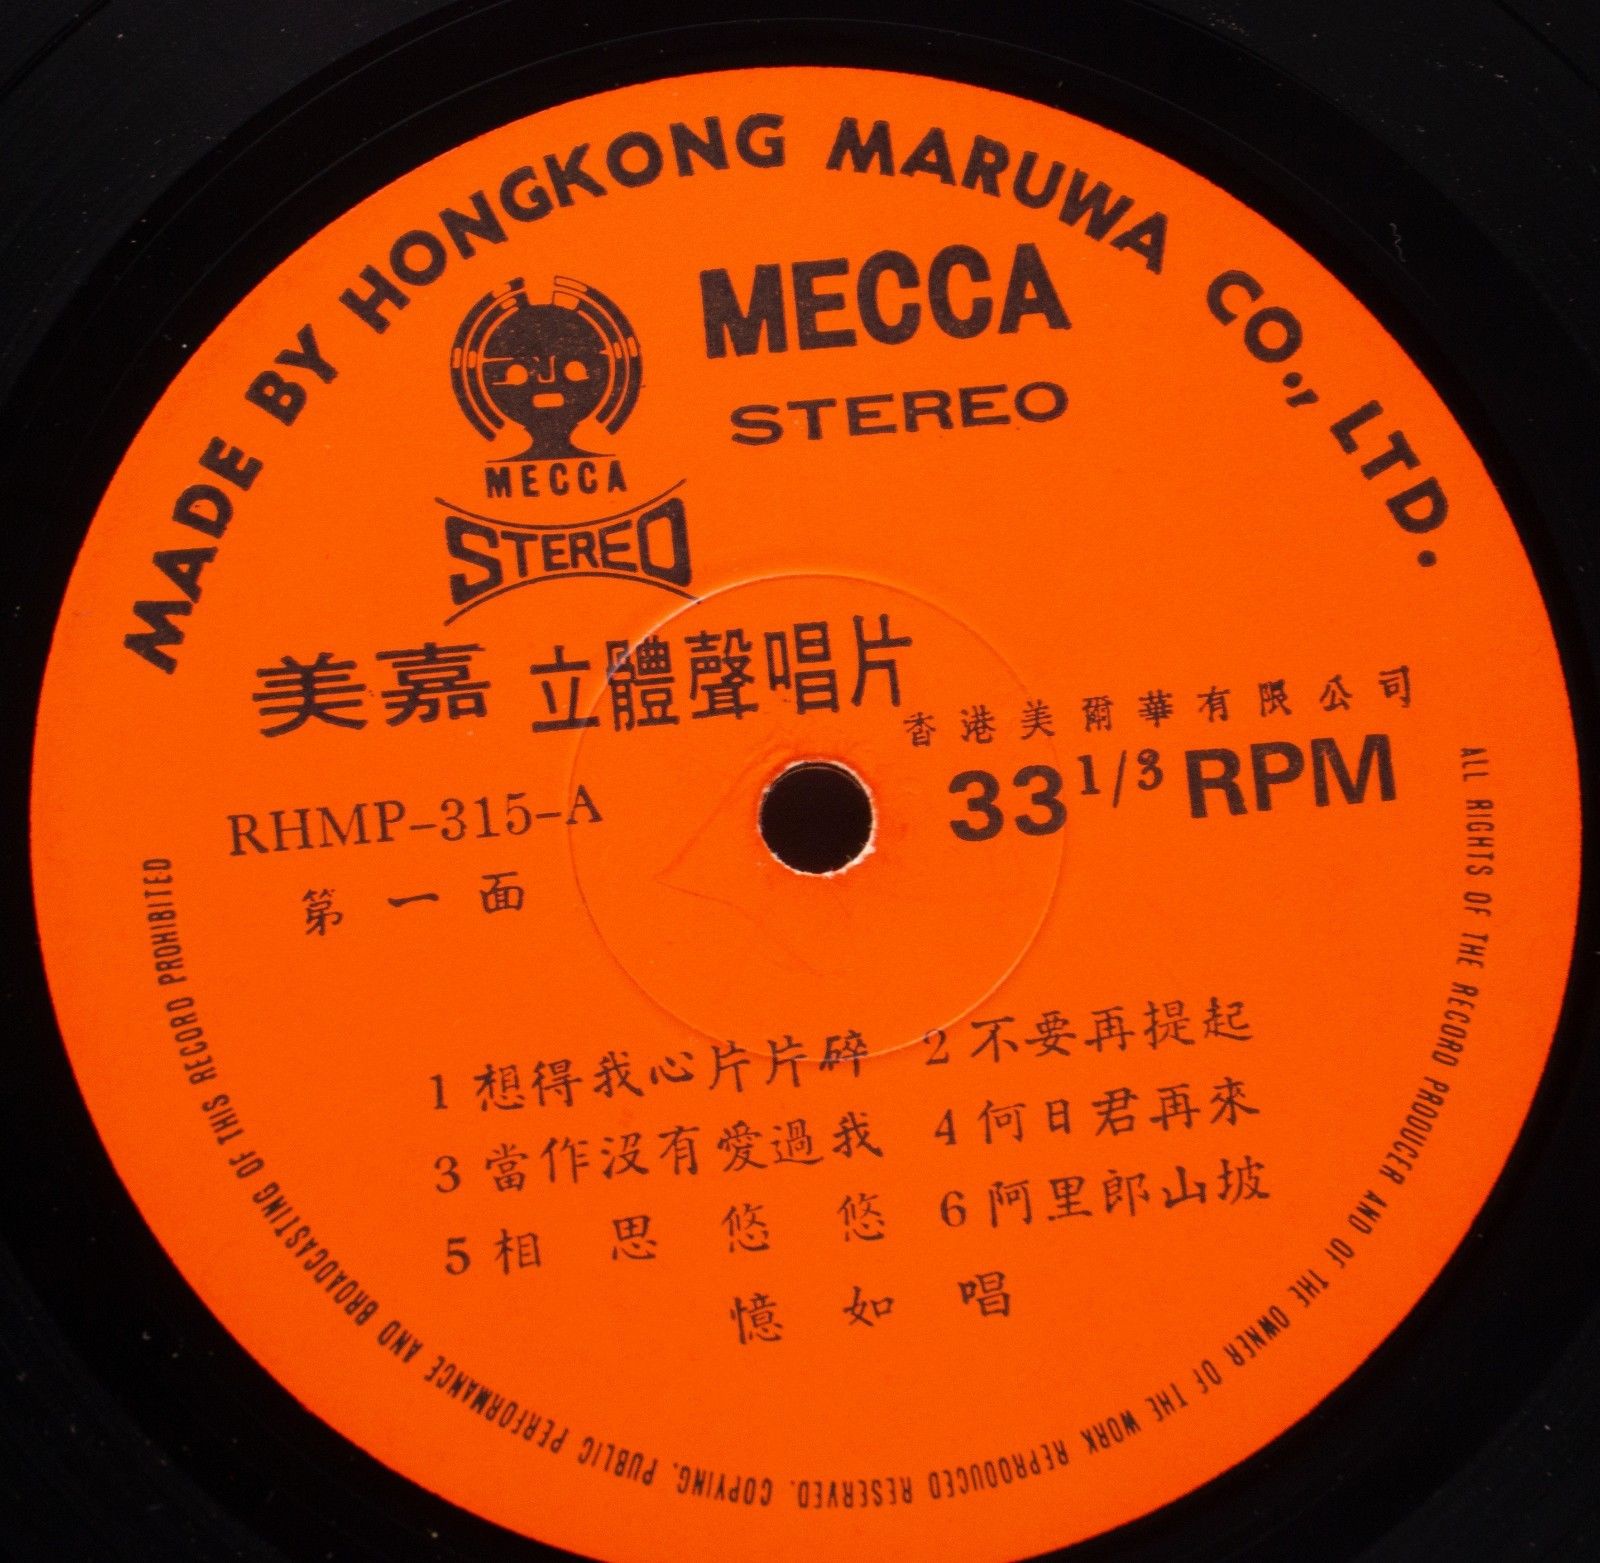 MADE BY HONGKONG MARUWA CO., LTD.
MECCA
STEREO
MECCA
STEREO
美嘉 立體聲唱片
香港美爾華有限公司
33 1/3 RPM
RHMP-315-A
第一面
1 想得我心片片碎 2 不要再提起
3 當作沒有愛過我 4 何日君再來
5 相思悠悠 6 阿里郎山坡
憶如唱
ALL RIGHTS OF THE RECORD PRODUCER AND OF THE OWNER OF THE WORK REPRODUCED RESERVED. COPYING, PUBLIC PERFORMANCE AND BROADCASTING OF THIS RECORD PROHIBITED